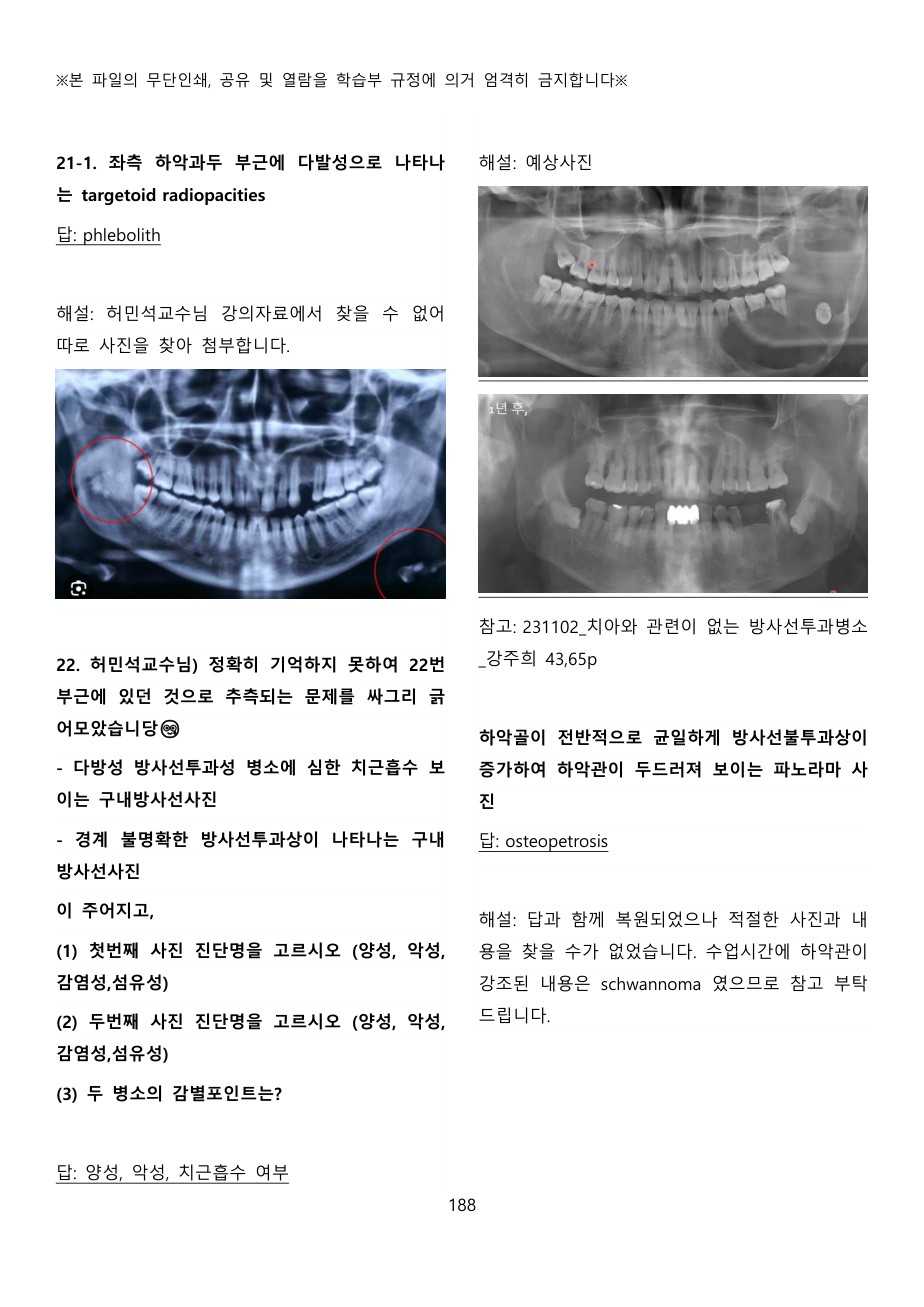 ※본 파일의 무단인쇄, 공유 및 열람을 학습부 규정에 의거 엄격히 금지합니다※
21-1. 좌측 하악과두 부근에 다발성으로 나타나
는 targetoid radiopacities
답: phlebolith
해설: 허민석교수님 강의자료에서 찾을 수 없어
따로 사진을 찾아 첨부합니다.
22. 허민석교수님) 정확히 기억하지 못하여 22번
부근에 있던 것으로 추측되는 문제를 싸그리 긁
어모았습니당
- 다방성 방사선투과성 병소에 심한 치근흡수 보
이는 구내방사선사진
- 경계 불명확한 방사선투과상이 나타나는 구내
방사선사진
이 주어지고,
(1) 첫번째 사진 진단명을 고르시오 (양성, 악성,
감염성,섬유성)
(2) 두번째 사진 진단명을 고르시오 (양성, 악성,
감염성,섬유성)
(3) 두 병소의 감별포인트는?
답: 양성, 악성, 치근흡수 여부
해설: 예상사진
1년 후,
참고: 231102_치아와 관련이 없는 방사선투과병소
_강주희 43,65p
하악골이 전반적으로 균일하게 방사선불투과상이
증가하여 하악관이 두드러져 보이는 파노라마 사
진
답: osteopetrosis
해설: 답과 함께 복원되었으나 적절한 사진과 내
용을 찾을 수가 없었습니다. 수업시간에 하악관이
강조된 내용은 schwannoma 였으므로 참고 부탁
드립니다.
188